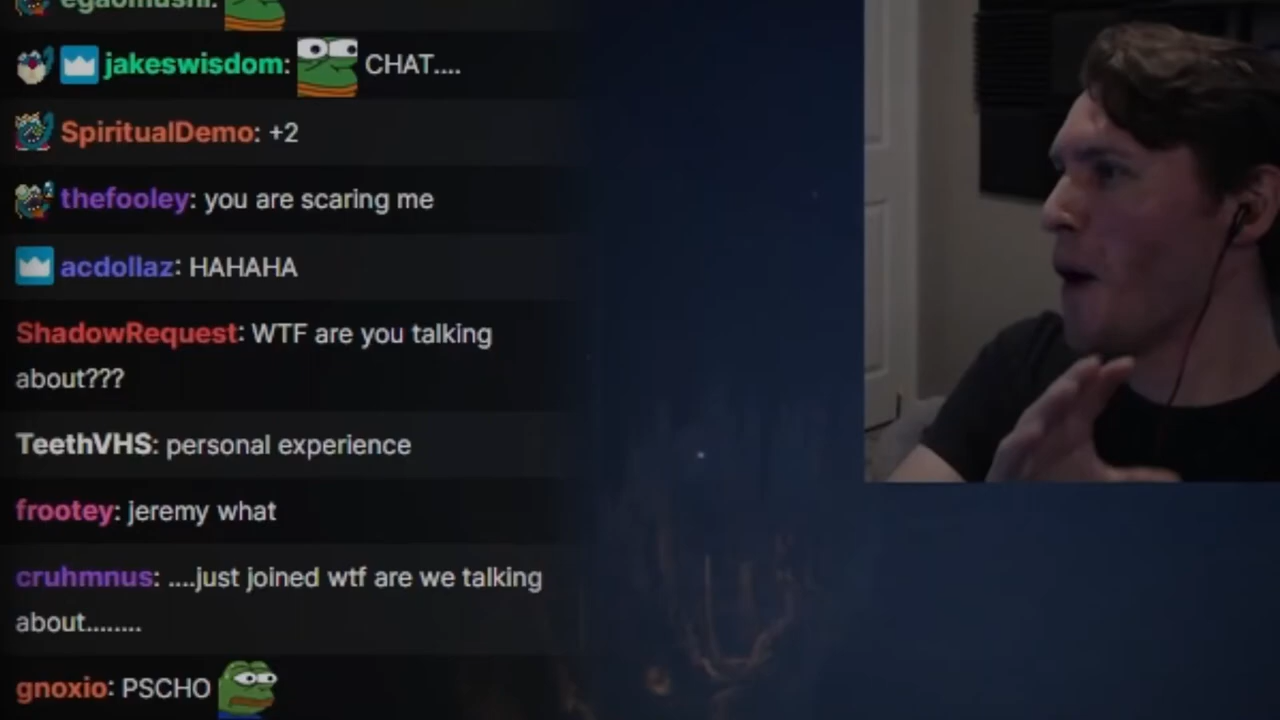 egaomushi:
jakeswisdom: CHAT....
SpiritualDemo: +2
thefooley: you are scaring me
acdollaz: HAHAHA
ShadowRequest: WTF are you talking
about???
TeethVHS: personal experience
frootey: jeremy what
cruhmnus: ....just joined wtf are we talking
about........
gnoxio: PSCHO